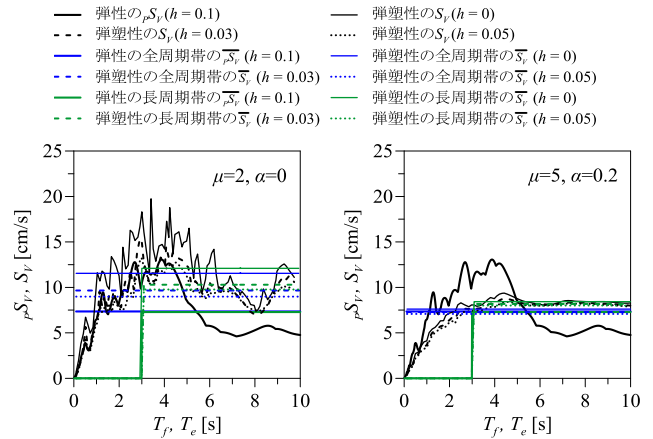 弾性の pSV(h=0.1) 弾塑性のSV(h=0)
弾塑性のSV(h=0.03) 弾塑性のSV(h=0.05)
弾性の全周期帯の pSV (h=0.1) 弾塑性の全周期帯の SV (h=0)
弾塑性の全周期帯の SV (h=0.03) 弾塑性の全周期帯の SV (h=0.05)
弾性の長周期帯の pSV (h=0.1) 弾塑性の長周期帯の SV (h=0)
弾塑性の長周期帯の SV (h=0.03) 弾塑性の長周期帯の SV (h=0.05)
μ=2, α=0
pSV, SV [cm/s]
25
20
15
10
5
0
0 2 4 6 8 10
Tf, Te [s]
μ=5, α=0.2
pSV, SV [cm/s]
25
20
15
10
5
0
0 2 4 6 8 10
Tf, Te [s]